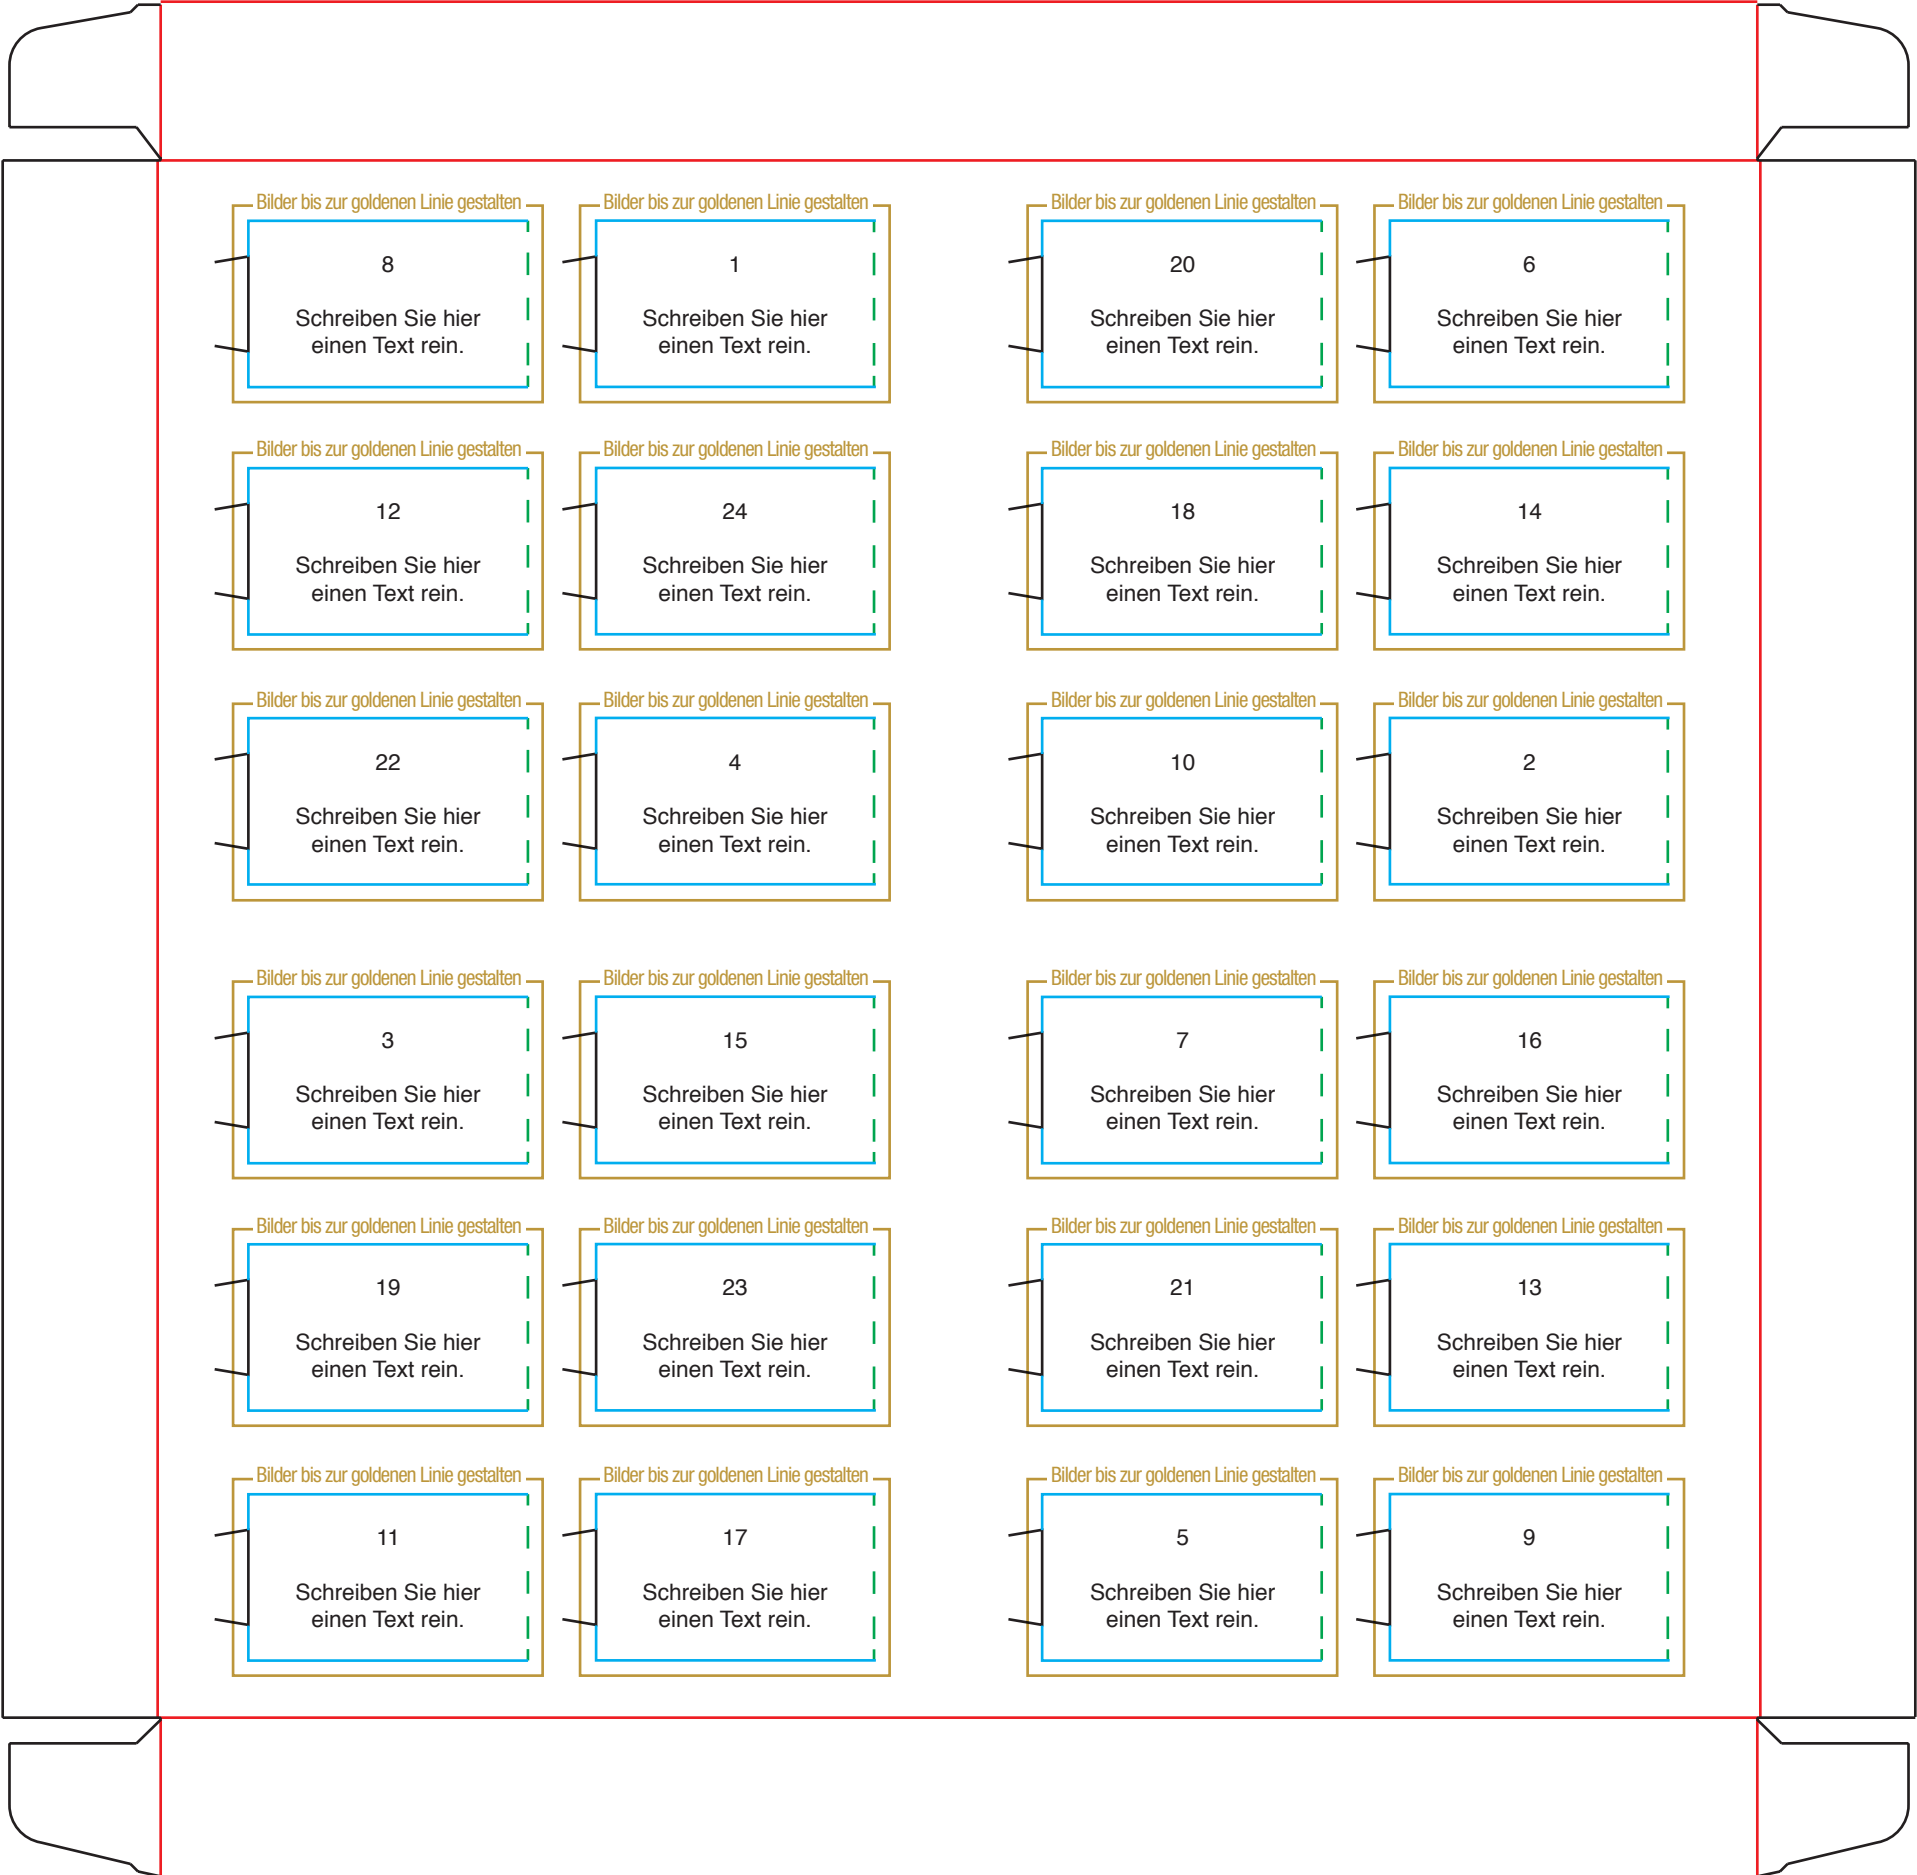 Bilder bis zur goldenen Linie gestalten Bilder bis zur goldenen Linie gestalten Bilder bis zur goldenen Linie gestalten Bilder bis zur goldenen Linie gestalten
8 1 20 6
Schreiben Sie hier Schreiben Sie hier Schreiben Sie hier Schreiben Sie hier
einen Text rein. einen Text rein. einen Text rein. einen Text rein.
Bilder bis zur goldenen Linie gestalten Bilder bis zur goldenen Linie gestalten Bilder bis zur goldenen Linie gestalten Bilder bis zur goldenen Linie gestalten
12 24 18 14
Schreiben Sie hier Schreiben Sie hier Schreiben Sie hier Schreiben Sie hier
einen Text rein. einen Text rein. einen Text rein. einen Text rein.
Bilder bis zur goldenen Linie gestalten Bilder bis zur goldenen Linie gestalten Bilder bis zur goldenen Linie gestalten Bilder bis zur goldenen Linie gestalten
22 4 10 2
Schreiben Sie hier Schreiben Sie hier Schreiben Sie hier Schreiben Sie hier
einen Text rein. einen Text rein. einen Text rein. einen Text rein.
Bilder bis zur goldenen Linie gestalten Bilder bis zur goldenen Linie gestalten Bilder bis zur goldenen Linie gestalten Bilder bis zur goldenen Linie gestalten
3 15 7 16
Schreiben Sie hier Schreiben Sie hier Schreiben Sie hier Schreiben Sie hier
einen Text rein. einen Text rein. einen Text rein. einen Text rein.
Bilder bis zur goldenen Linie gestalten Bilder bis zur goldenen Linie gestalten Bilder bis zur goldenen Linie gestalten Bilder bis zur goldenen Linie gestalten
19 23 21 13
Schreiben Sie hier Schreiben Sie hier Schreiben Sie hier Schreiben Sie hier
einen Text rein. einen Text rein. einen Text rein. einen Text rein.
Bilder bis zur goldenen Linie gestalten Bilder bis zur goldenen Linie gestalten Bilder bis zur goldenen Linie gestalten Bilder bis zur goldenen Linie gestalten
11 17 5 9
Schreiben Sie hier Schreiben Sie hier Schreiben Sie hier Schreiben Sie hier
einen Text rein. einen Text rein. einen Text rein. einen Text rein.